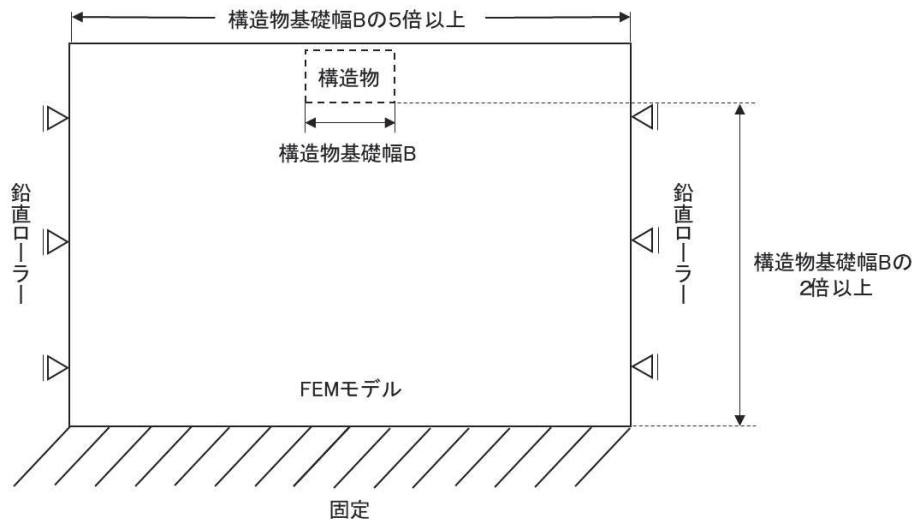 構造物基礎幅Bの5倍以上
構造物
構造物基礎幅B
鉛直ローラー
鉛直ローラー
構造物基礎幅Bの
2倍以上
FEMモデル
固定